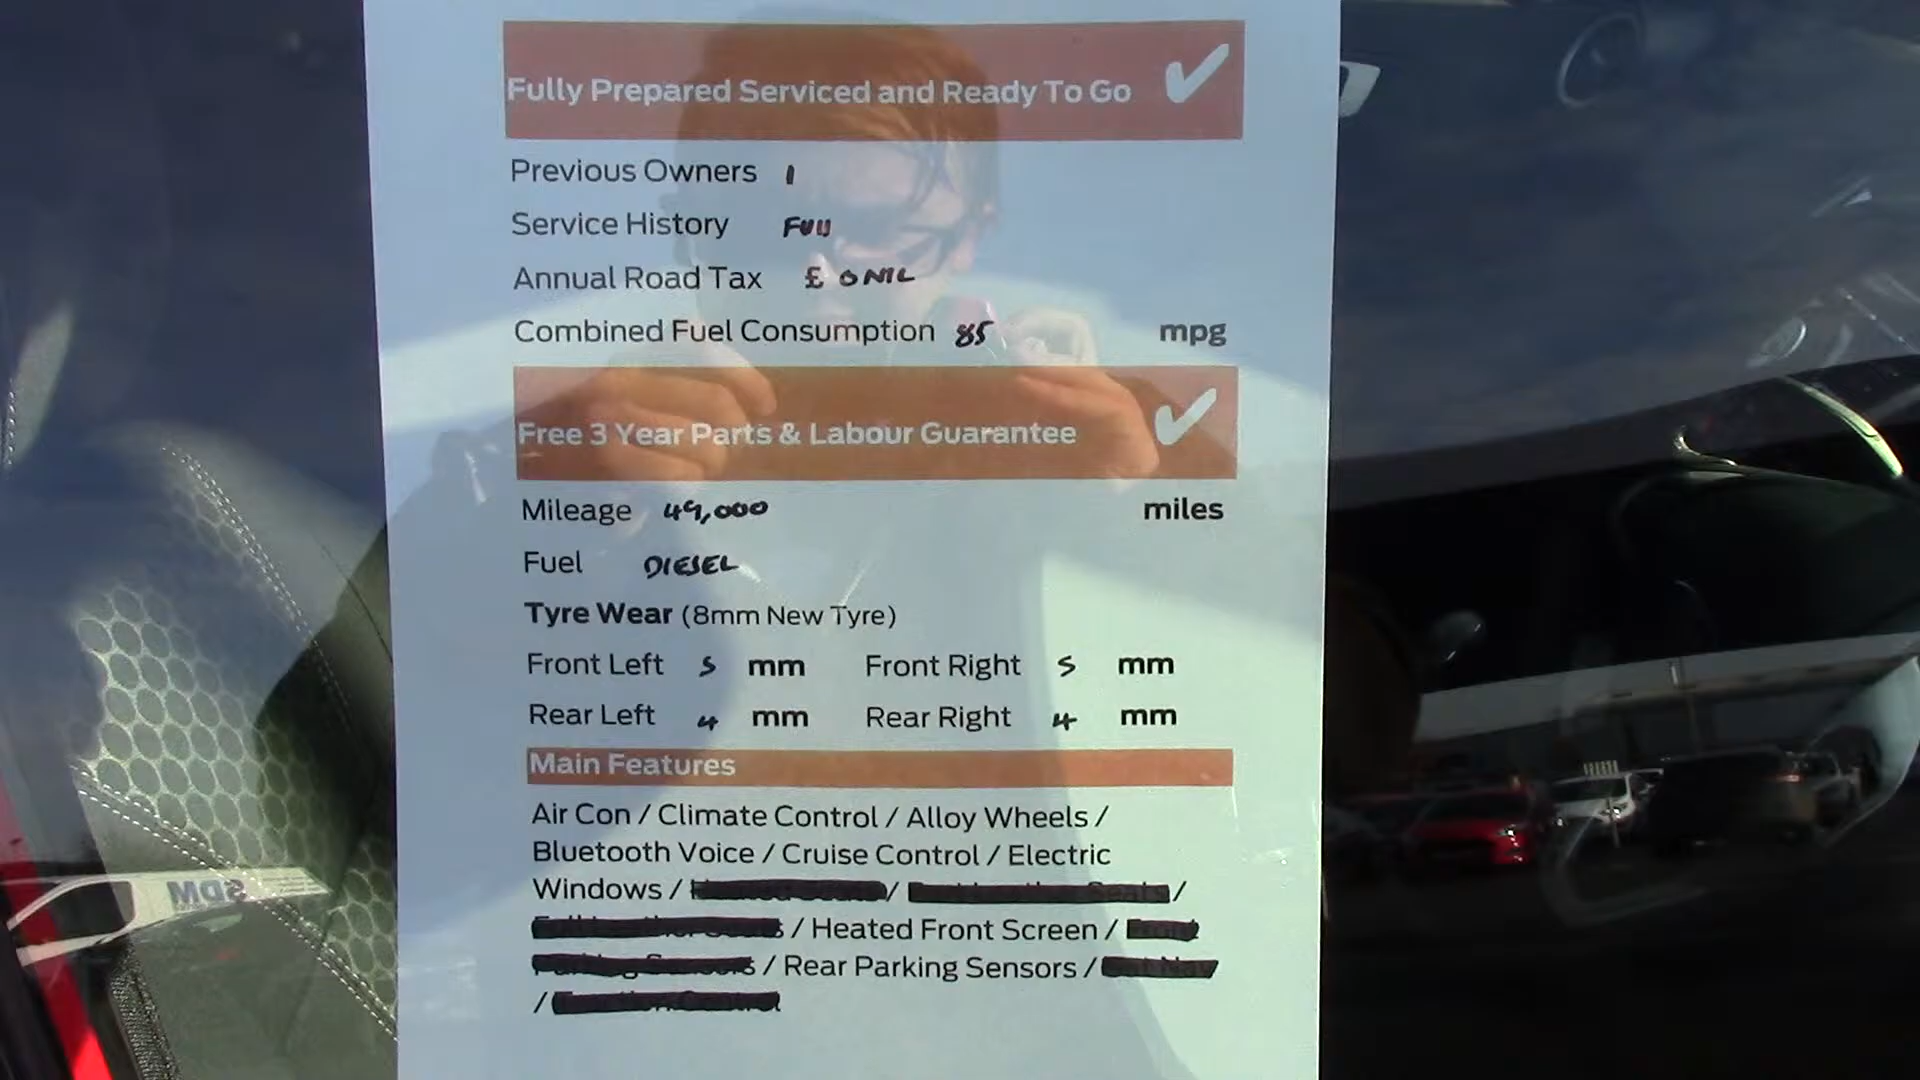 Fully Prepared Serviced and Ready To Go ✓
Previous Owners 1
Service History FULL
Annual Road Tax £ 0 NIL
Combined Fuel Consumption 85 mpg
Free 3 Year Parts & Labour Guarantee ✓
Mileage 49,000 miles
Fuel DIESEL
Tyre Wear (8mm New Tyre)
Front Left 5 mm Front Right 5 mm
Rear Left 4 mm Rear Right 4 mm
Main Features
Air Con / Climate Control / Alloy Wheels /
Bluetooth Voice / Cruise Control / Electric
Windows / / /
/ Heated Front Screen /
/ Rear Parking Sensors /
/
SDM